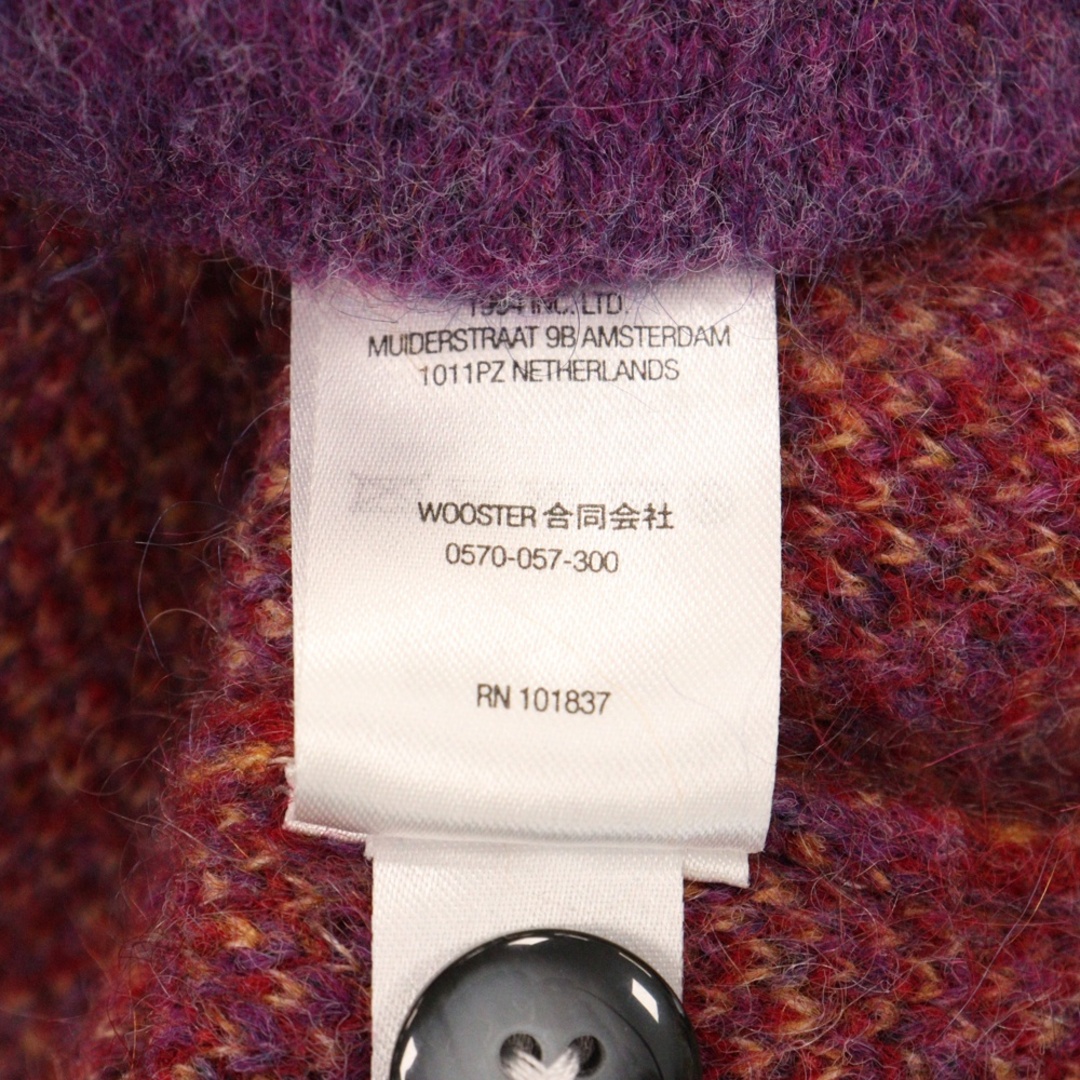 1994 INC. LTD.
MUIDERSTRAAT 9B AMSTERDAM
1011PZ NETHERLANDS
WOOSTER 合同会社
0570-057-300
RN 101837